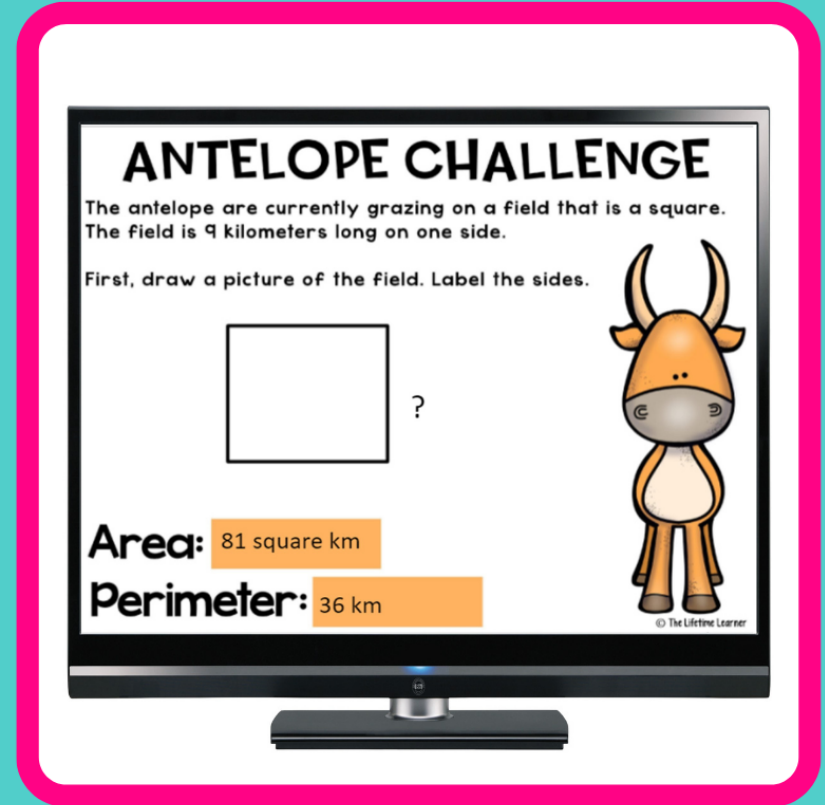 ANTELOPE CHALLENGE
The antelope are currently grazing on a field that is a square.
The field is 9 kilometers long on one side.
First, draw a picture of the field. Label the sides.
?
Area: 81 square km
Perimeter: 36 km
© The Lifetime Learner